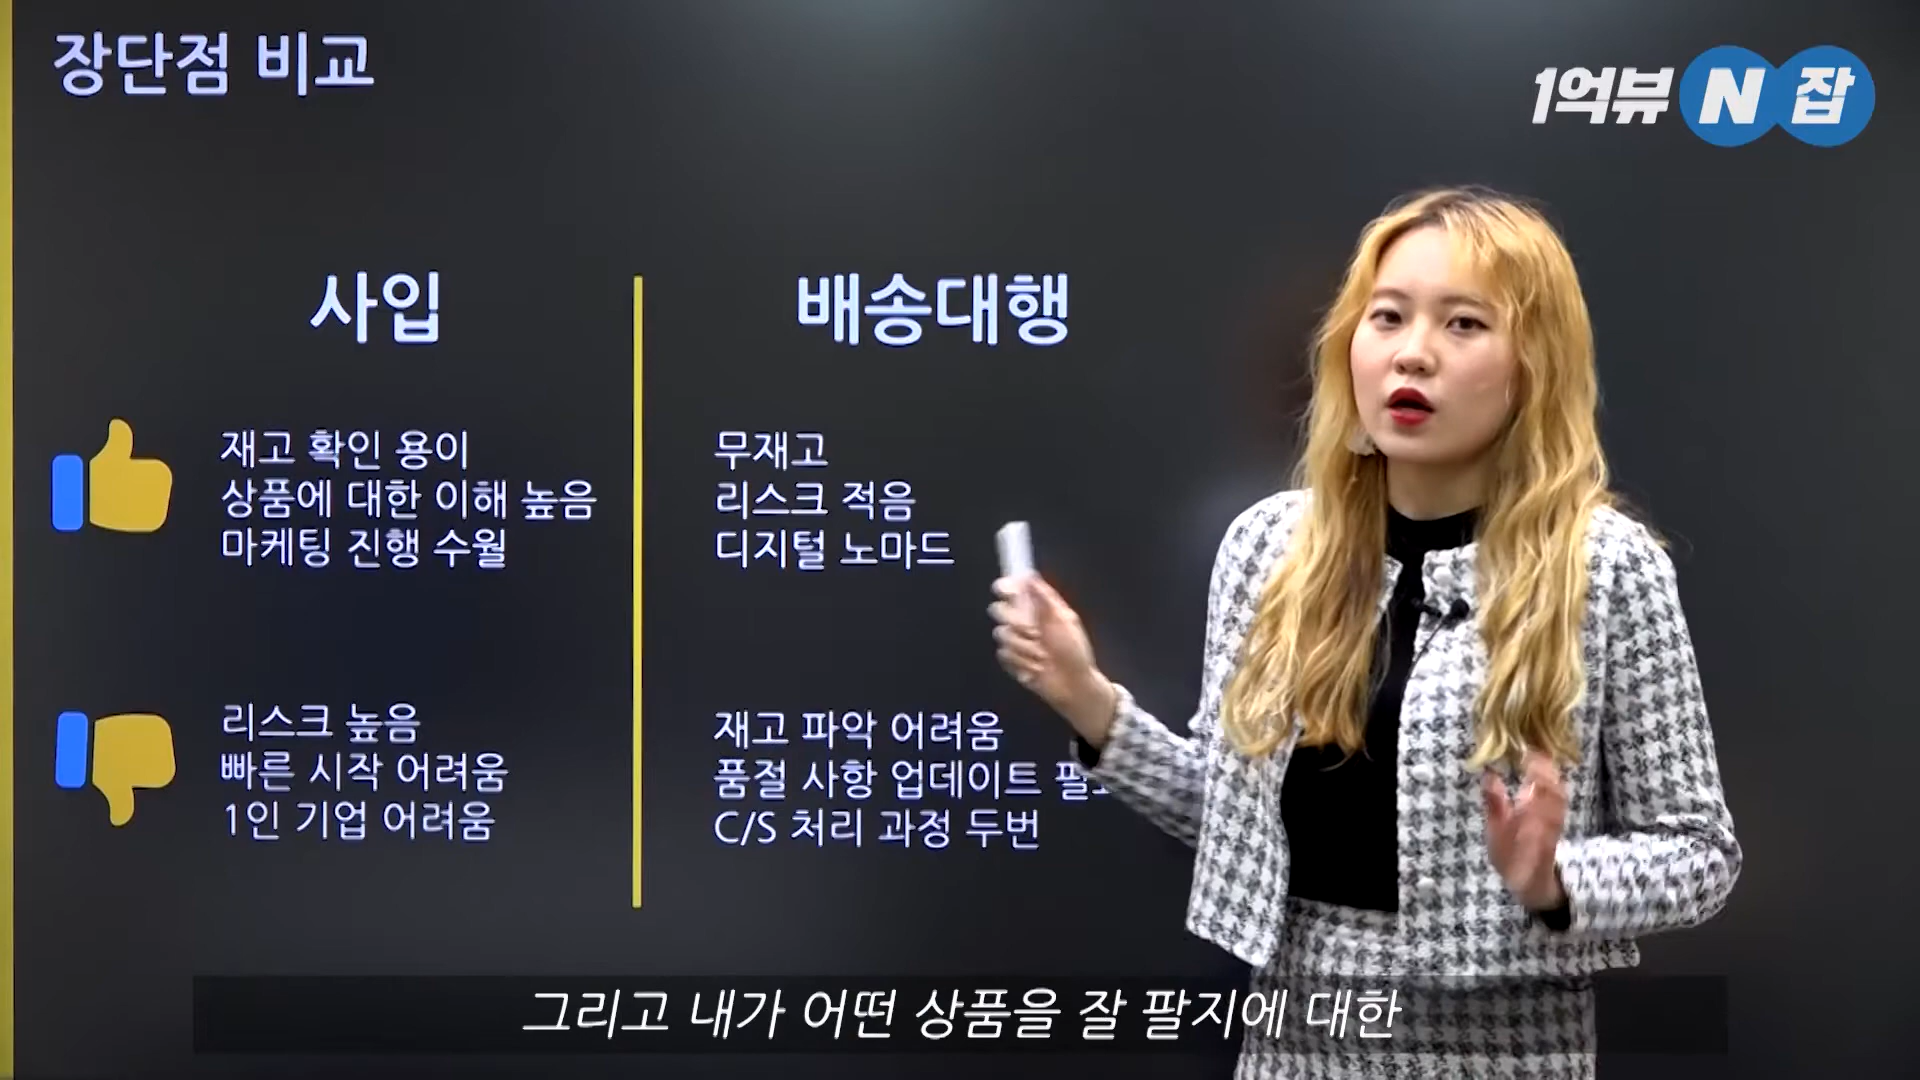 장단점 비교
1억뷰 N 잡
사입
배송대행
재고 확인 용이
상품에 대한 이해 높음
마케팅 진행 수월
무재고
리스크 적음
디지털 노마드
리스크 높음
빠른 시작 어려움
1인 기업 어려움
재고 파악 어려움
품절 사항 업데이트
C/S 처리 과정 두번
그리고 내가 어떤 상품을 잘 팔지에 대한